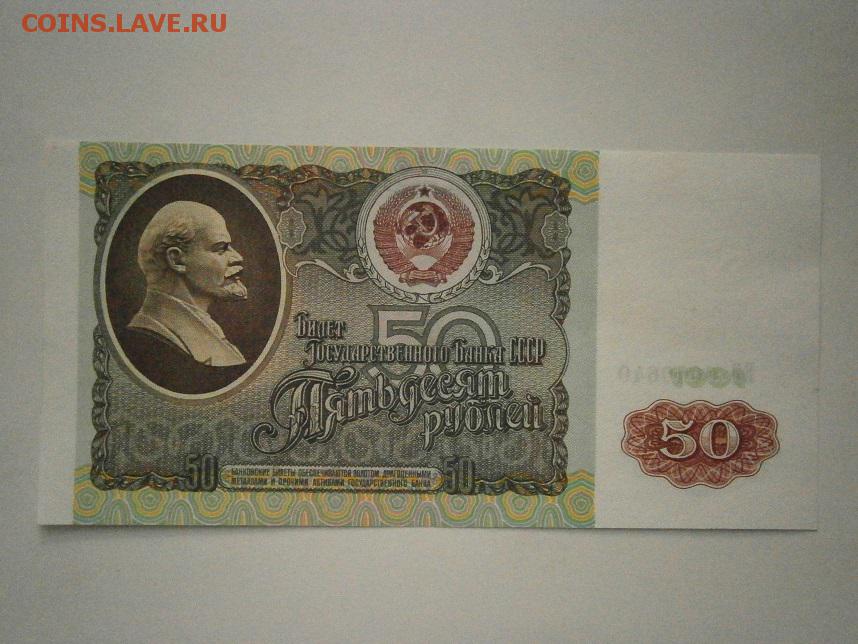 COINS.LAVE.RU
Билет
Государственного Банка СССР
50
Пятьдесят
рублей
50
50
БАНКОВСКИЕ БИЛЕТЫ ОБЕСПЕЧИВАЮТСЯ ЗОЛОТОМ, ДРАГОЦЕННЫМИ
МЕТАЛЛАМИ И ПРОЧИМИ АКТИВАМИ ГОСУДАРСТВЕННОГО БАНКА
50